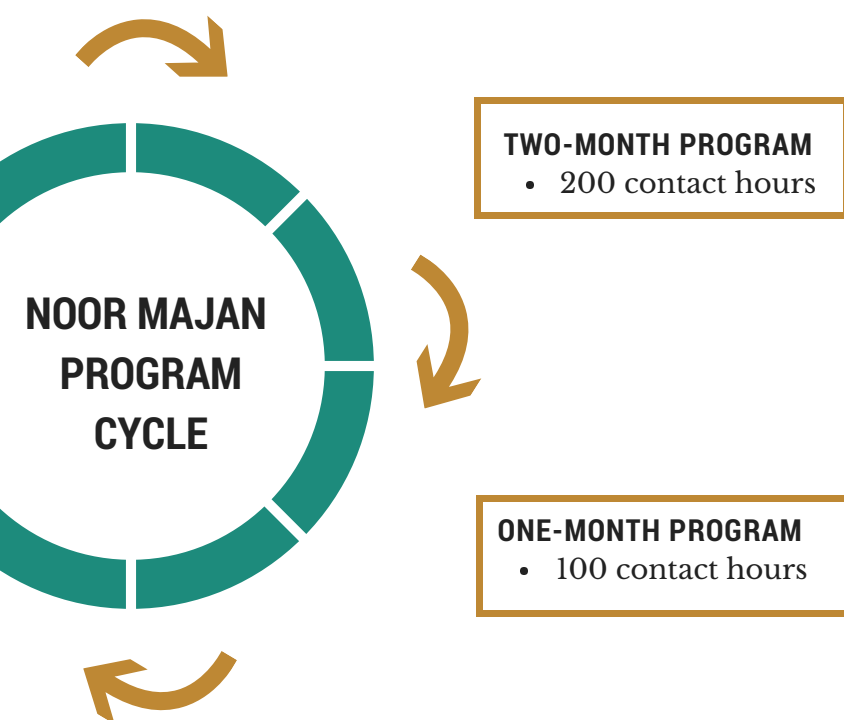 NOOR MAJAN
PROGRAM
CYCLE
TWO-MONTH PROGRAM
• 200 contact hours
ONE-MONTH PROGRAM
• 100 contact hours